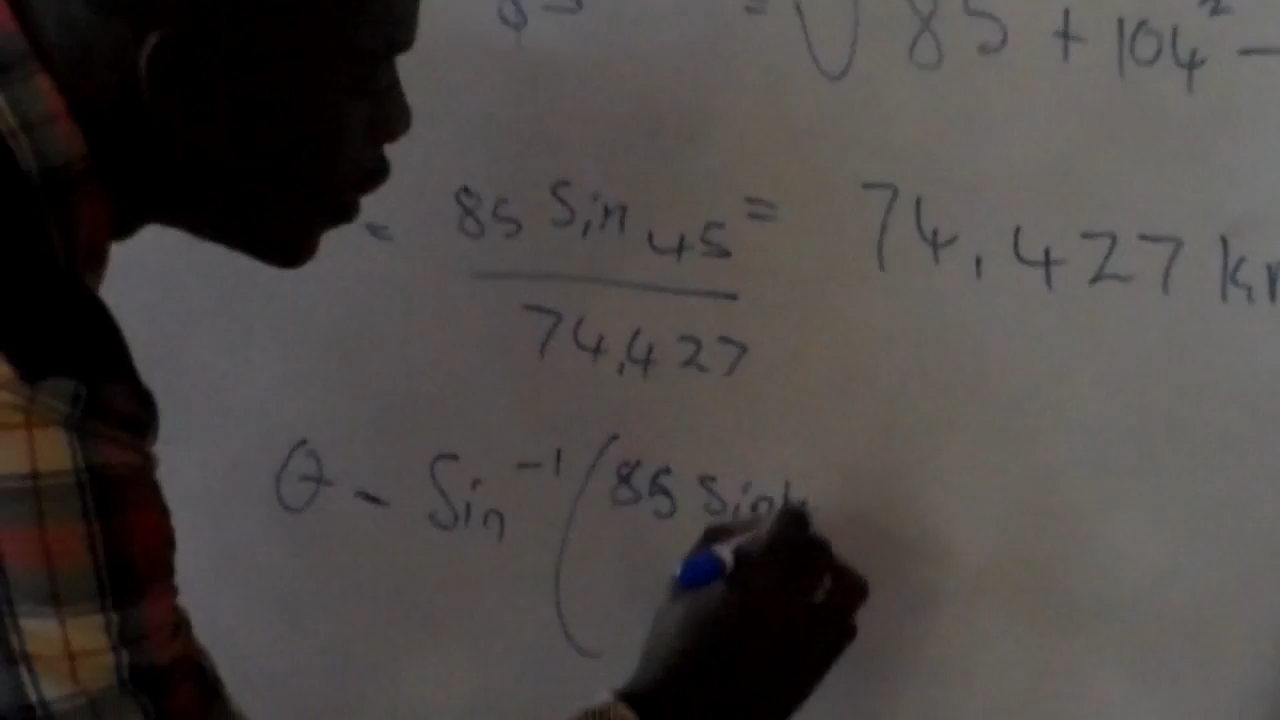 = √ 85 + 104² -
= 85 Sin 45 = 74.427 km
74.427
θ = Sin⁻¹ ( 85 Sin